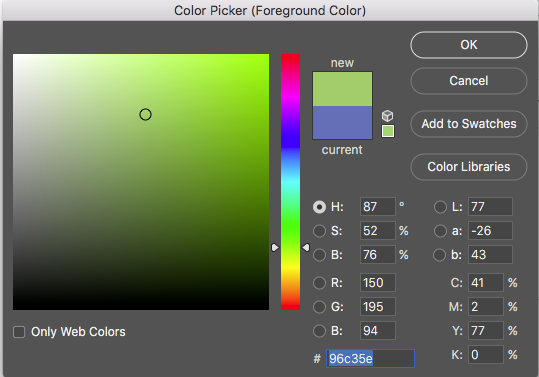 Color Picker (Foreground Color)
new
current
OK
Cancel
Add to Swatches
Color Libraries
H: 87 °
S: 52 %
B: 76 %
R: 150
G: 195
B: 94
# 96c35e
L: 77
a: -26
b: 43
C: 41 %
M: 2 %
Y: 77 %
K: 0 %
Only Web Colors